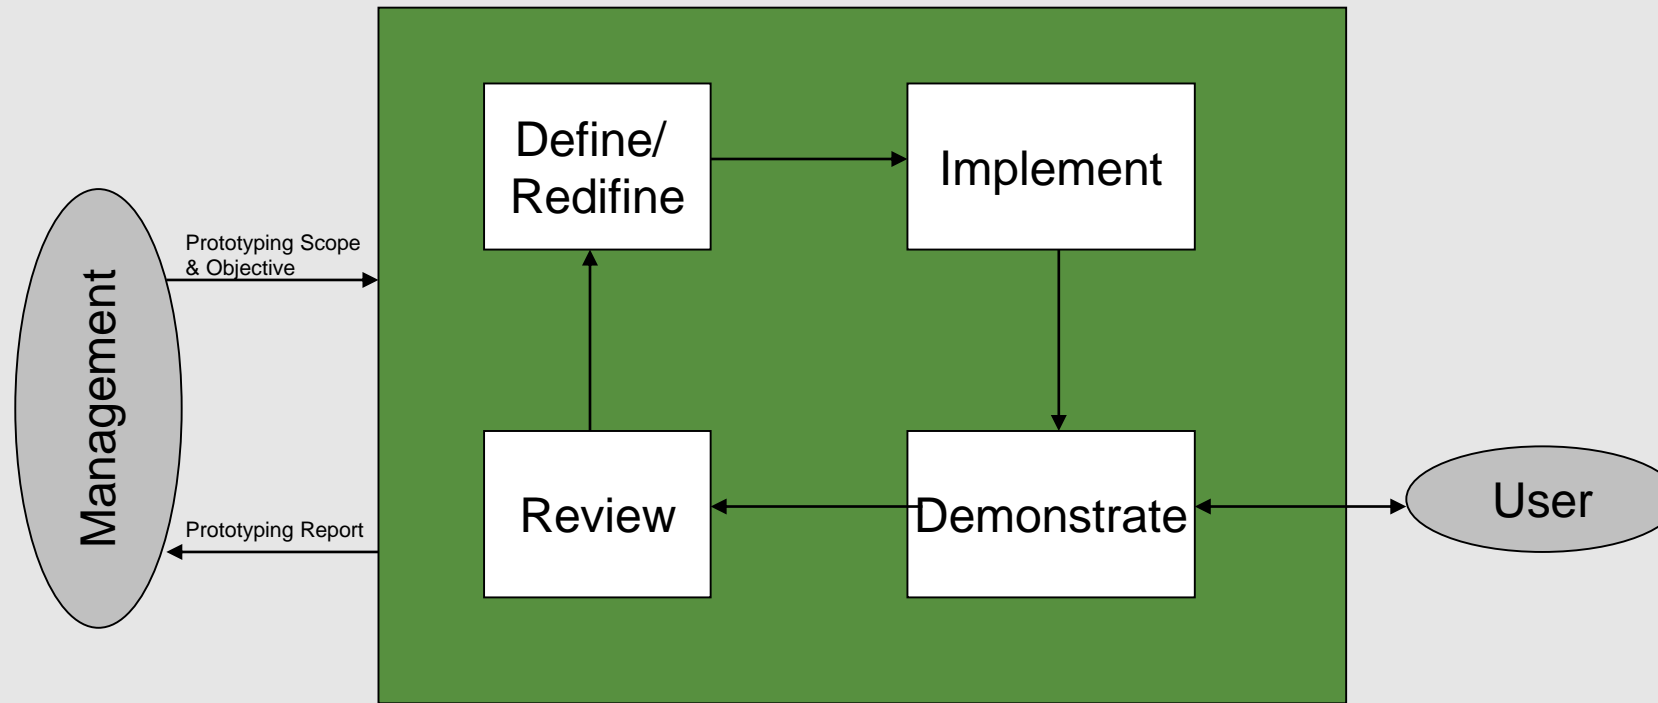 Define/
Redifine
Implement
Prototyping Scope
& Objective
Management
Prototyping Report
Review
Demonstrate
User